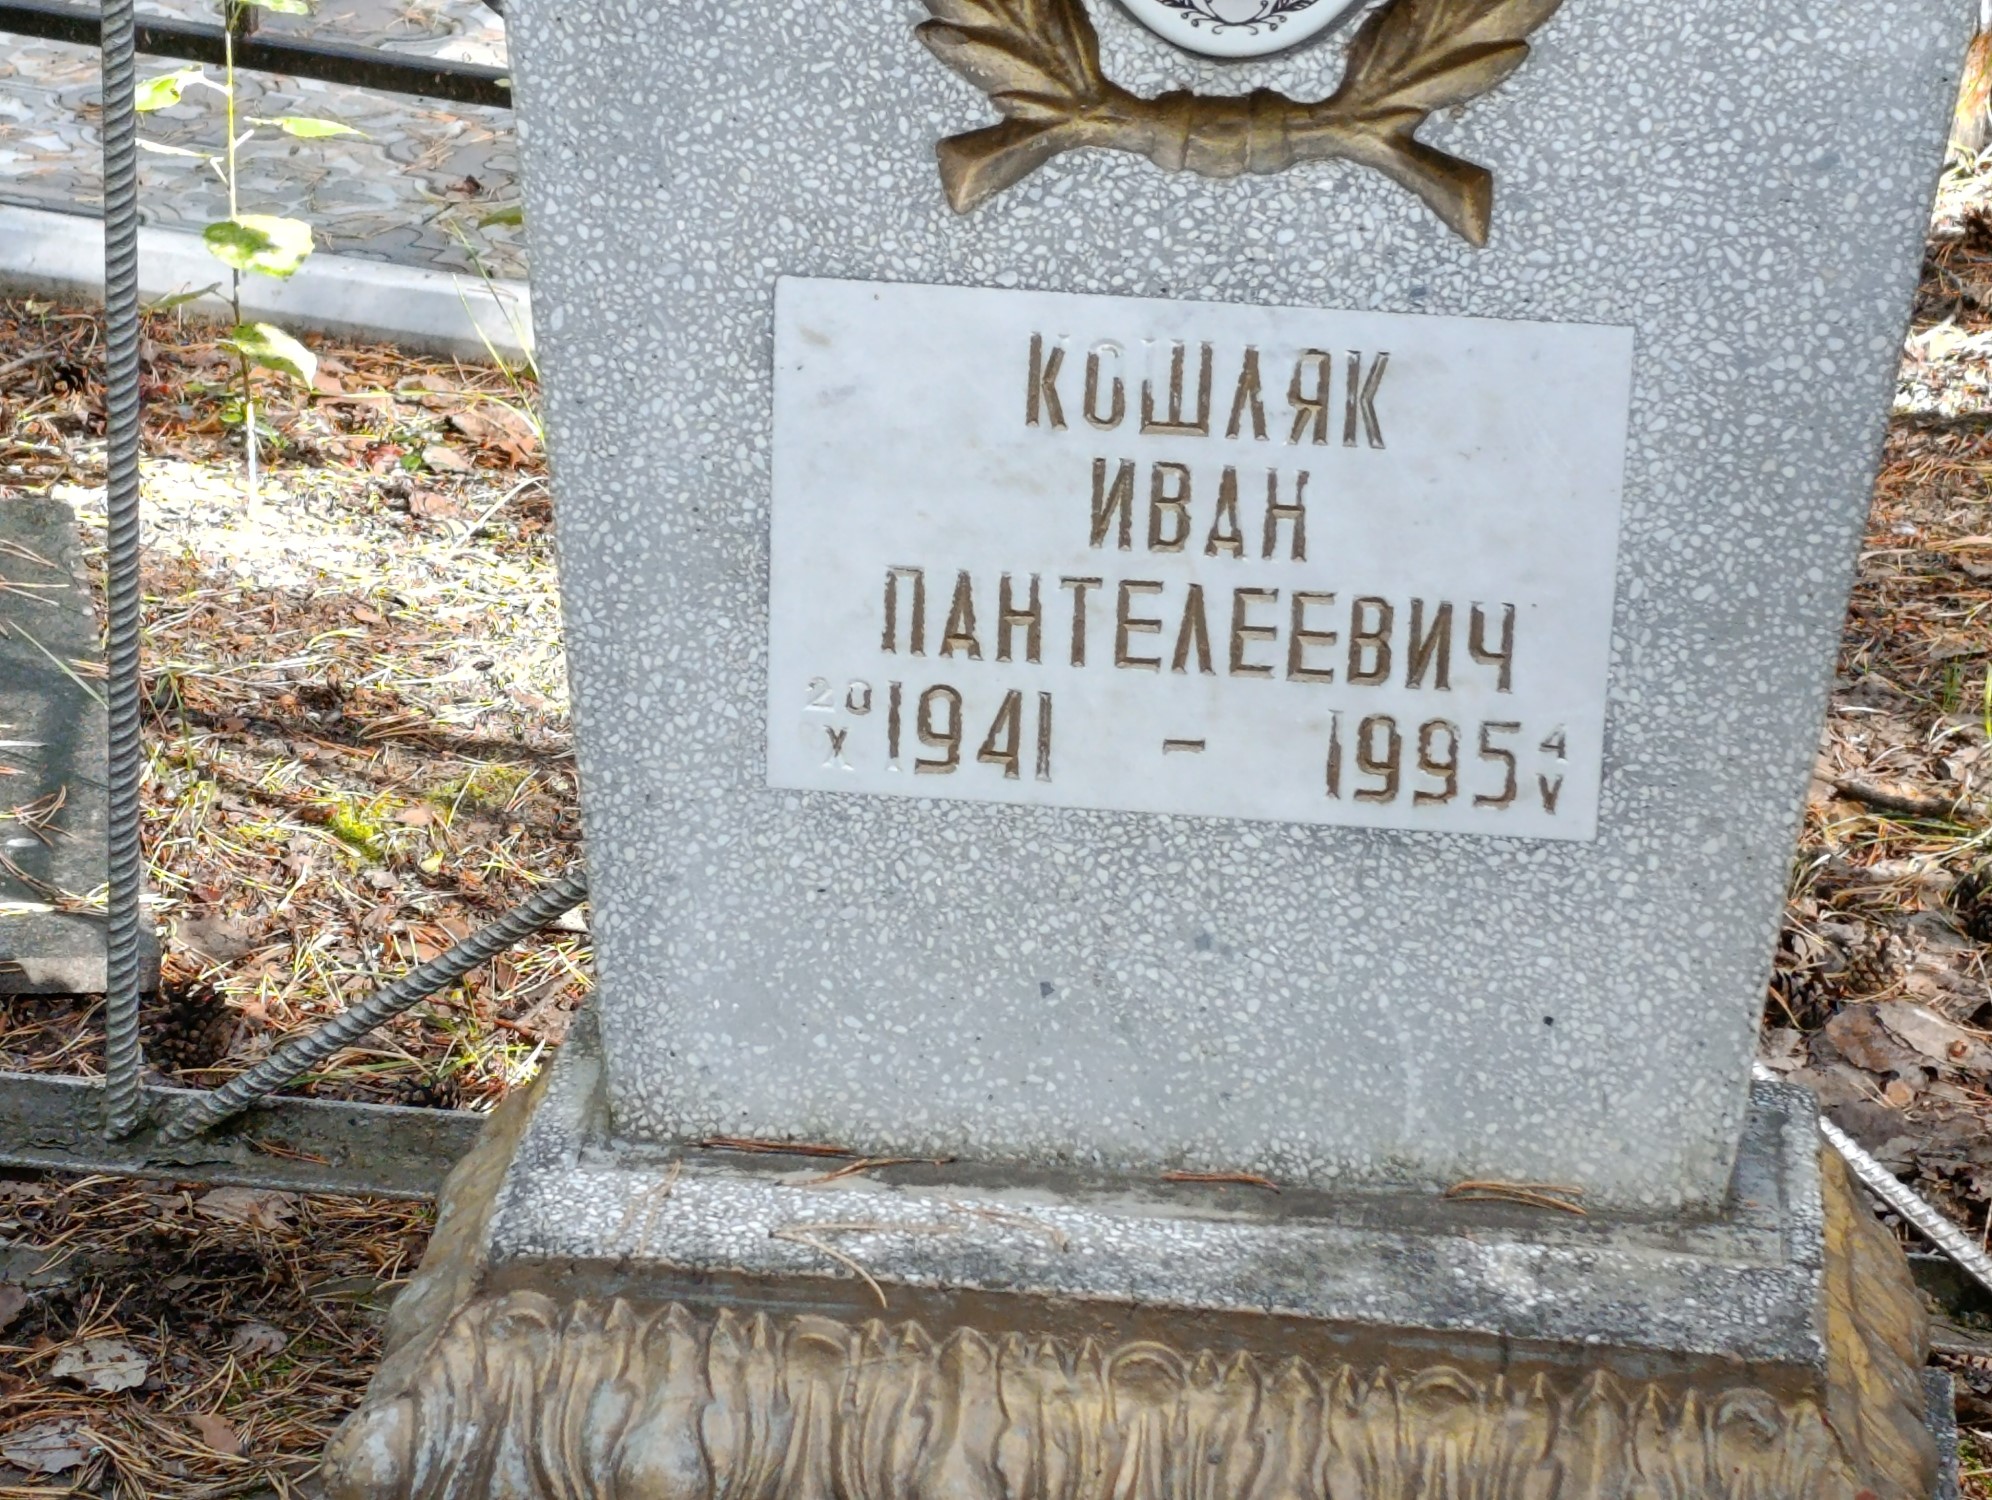 КОШЛЯК
ИВАН
ПАНТЕЛЕЕВИЧ
20 X 1941 - 1995 4 V